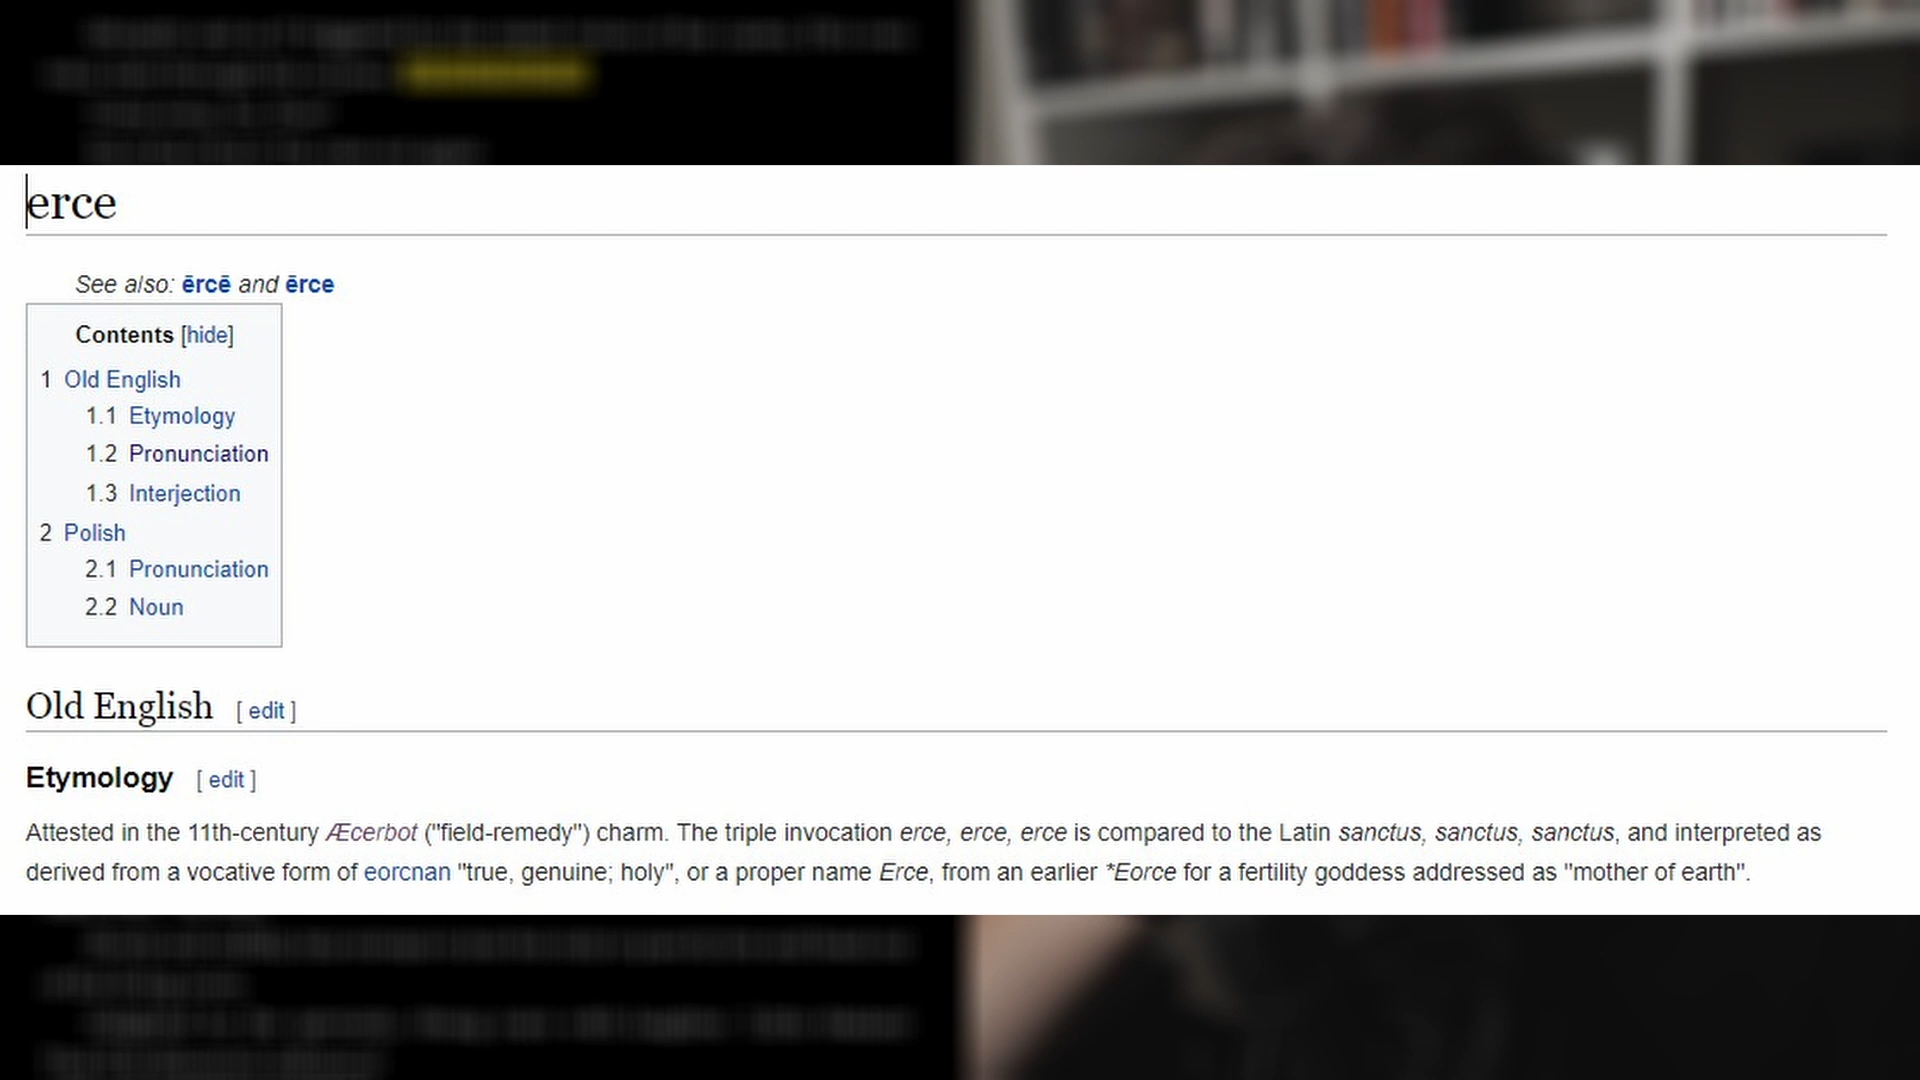 erce
See also: ērcē and ērce
Contents [hide]
1 Old English
1.1 Etymology
1.2 Pronunciation
1.3 Interjection
2 Polish
2.1 Pronunciation
2.2 Noun
Old English [ edit ]
Etymology [ edit ]
Attested in the 11th-century Æcerbot ("field-remedy") charm. The triple invocation erce, erce, erce is compared to the Latin sanctus, sanctus, sanctus, and interpreted as
derived from a vocative form of eorcnan "true, genuine; holy", or a proper name Erce, from an earlier *Eorce for a fertility goddess addressed as "mother of earth".